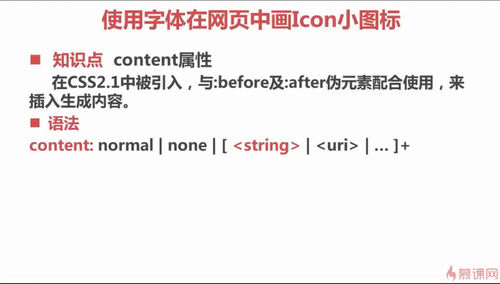 使用字体在网页中画Icon小图标
知识点 content属性
在CSS2.1中被引入，与:before及:after伪元素配合使用，来
插入生成内容。
语法
content: normal | none | [ <string> | <uri> | ... ]+
慕课网